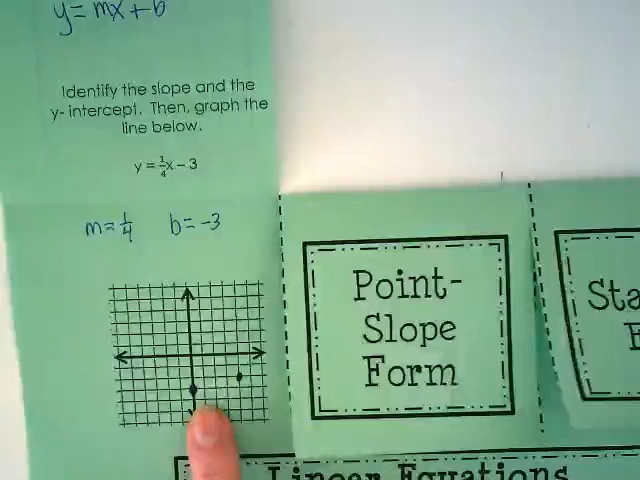 y = mx + b
Identify the slope and the
y- intercept. Then, graph the
line below.
y = ¼x – 3
m = ¼ b = -3
Point-
Slope
Form
Sta
F
Linear Equations